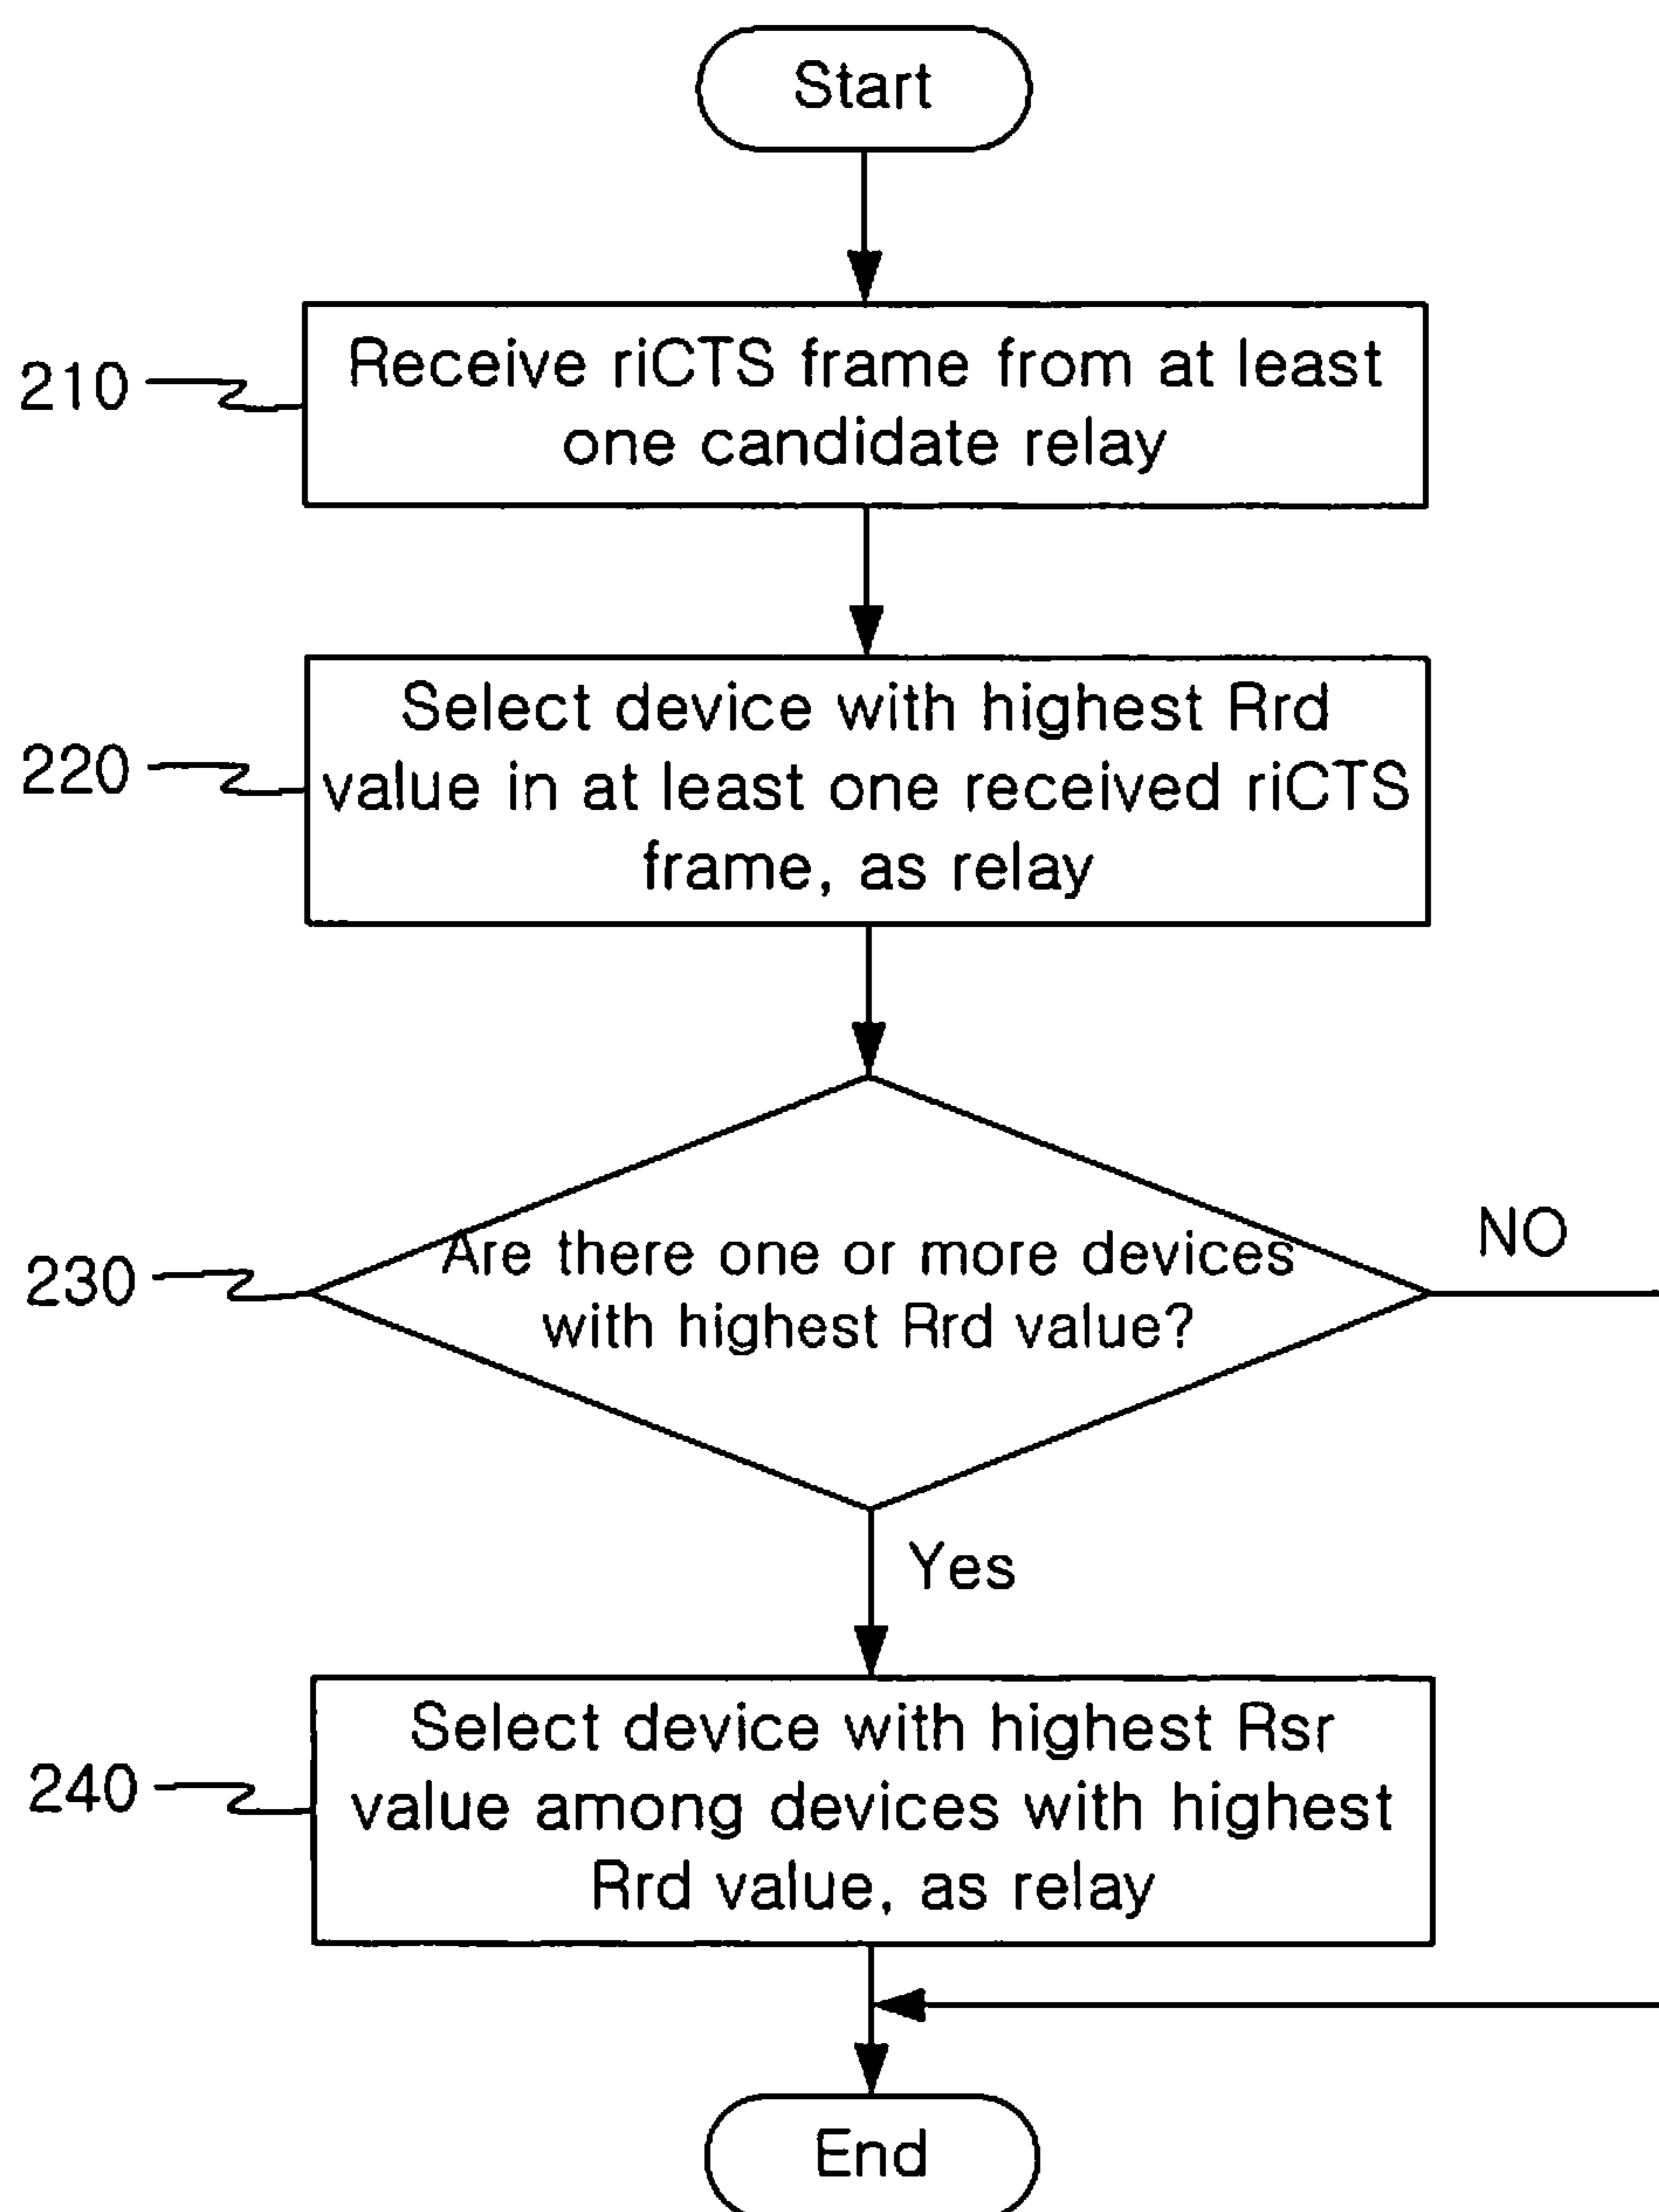 Start
210
Receive riCTS frame from at least
one candidate relay
220
Select device with highest Rrd
value in at least one received riCTS
frame, as relay
230
Are there one or more devices
with highest Rrd value?
NO
Yes
240
Select device with highest Rsr
value among devices with highest
Rrd value, as relay
End